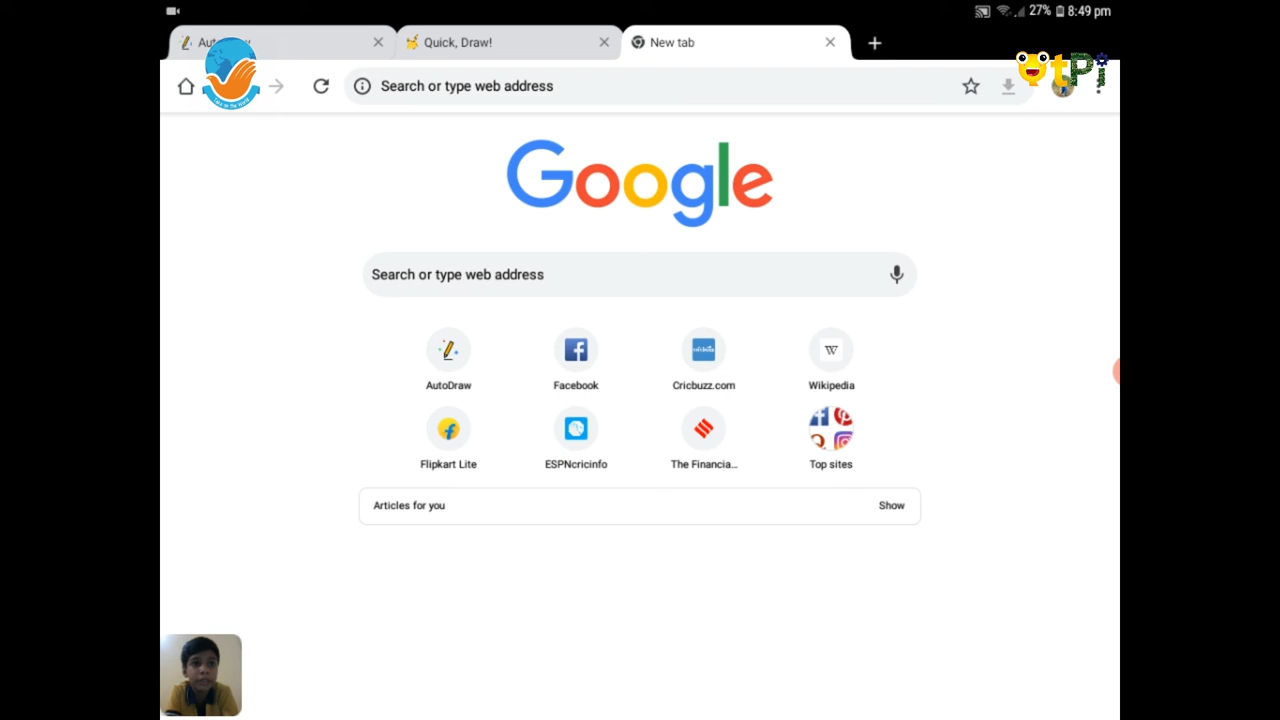 27% 8:49 pm
Quick, Draw!
New tab
Search or type web address
Google
Search or type web address
AutoDraw
Facebook
Cricbuzz.com
Wikipedia
Flipkart Lite
ESPNcricinfo
The Financia...
Top sites
Articles for you
Show